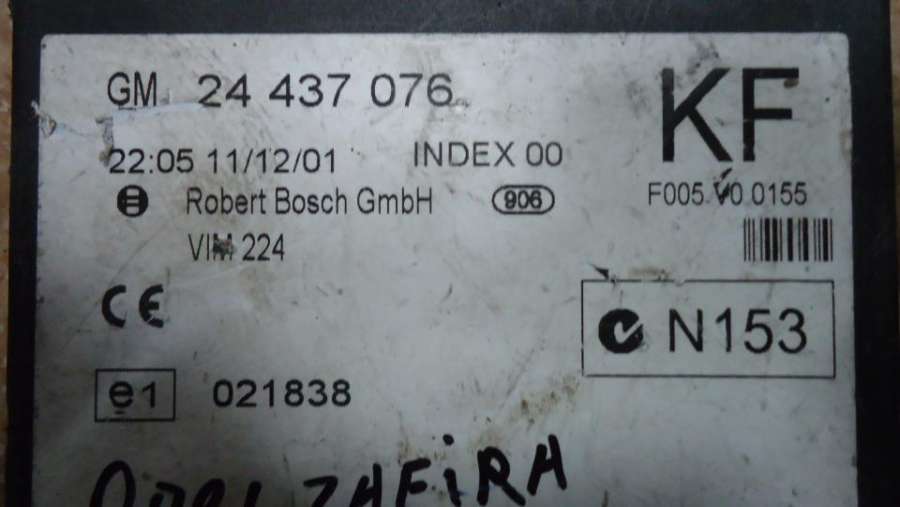 GM 24 437 076
KF
22:05 11/12/01 INDEX 00
Robert Bosch GmbH 906 F005 V0 0155
VIM 224
CE
N153
e1 021838
OPEL ZAFiRA